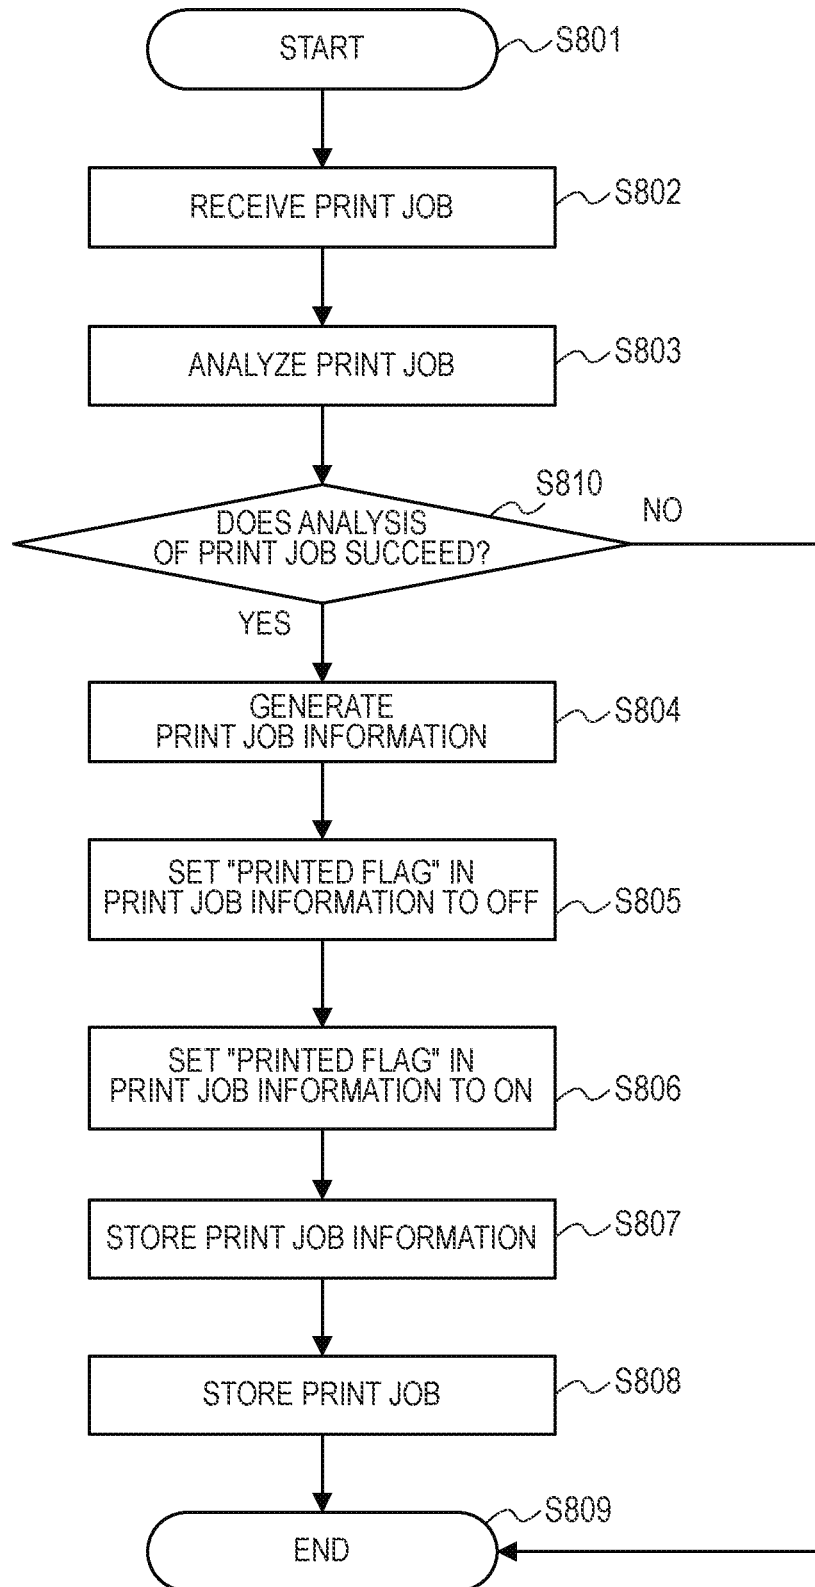 START
S801
RECEIVE PRINT JOB
S802
ANALYZE PRINT JOB
S803
S810
DOES ANALYSIS
OF PRINT JOB SUCCEED?
NO
YES
GENERATE
PRINT JOB INFORMATION
S804
SET "PRINTED FLAG" IN
PRINT JOB INFORMATION TO OFF
S805
SET "PRINTED FLAG" IN
PRINT JOB INFORMATION TO ON
S806
STORE PRINT JOB INFORMATION
S807
STORE PRINT JOB
S808
S809
END